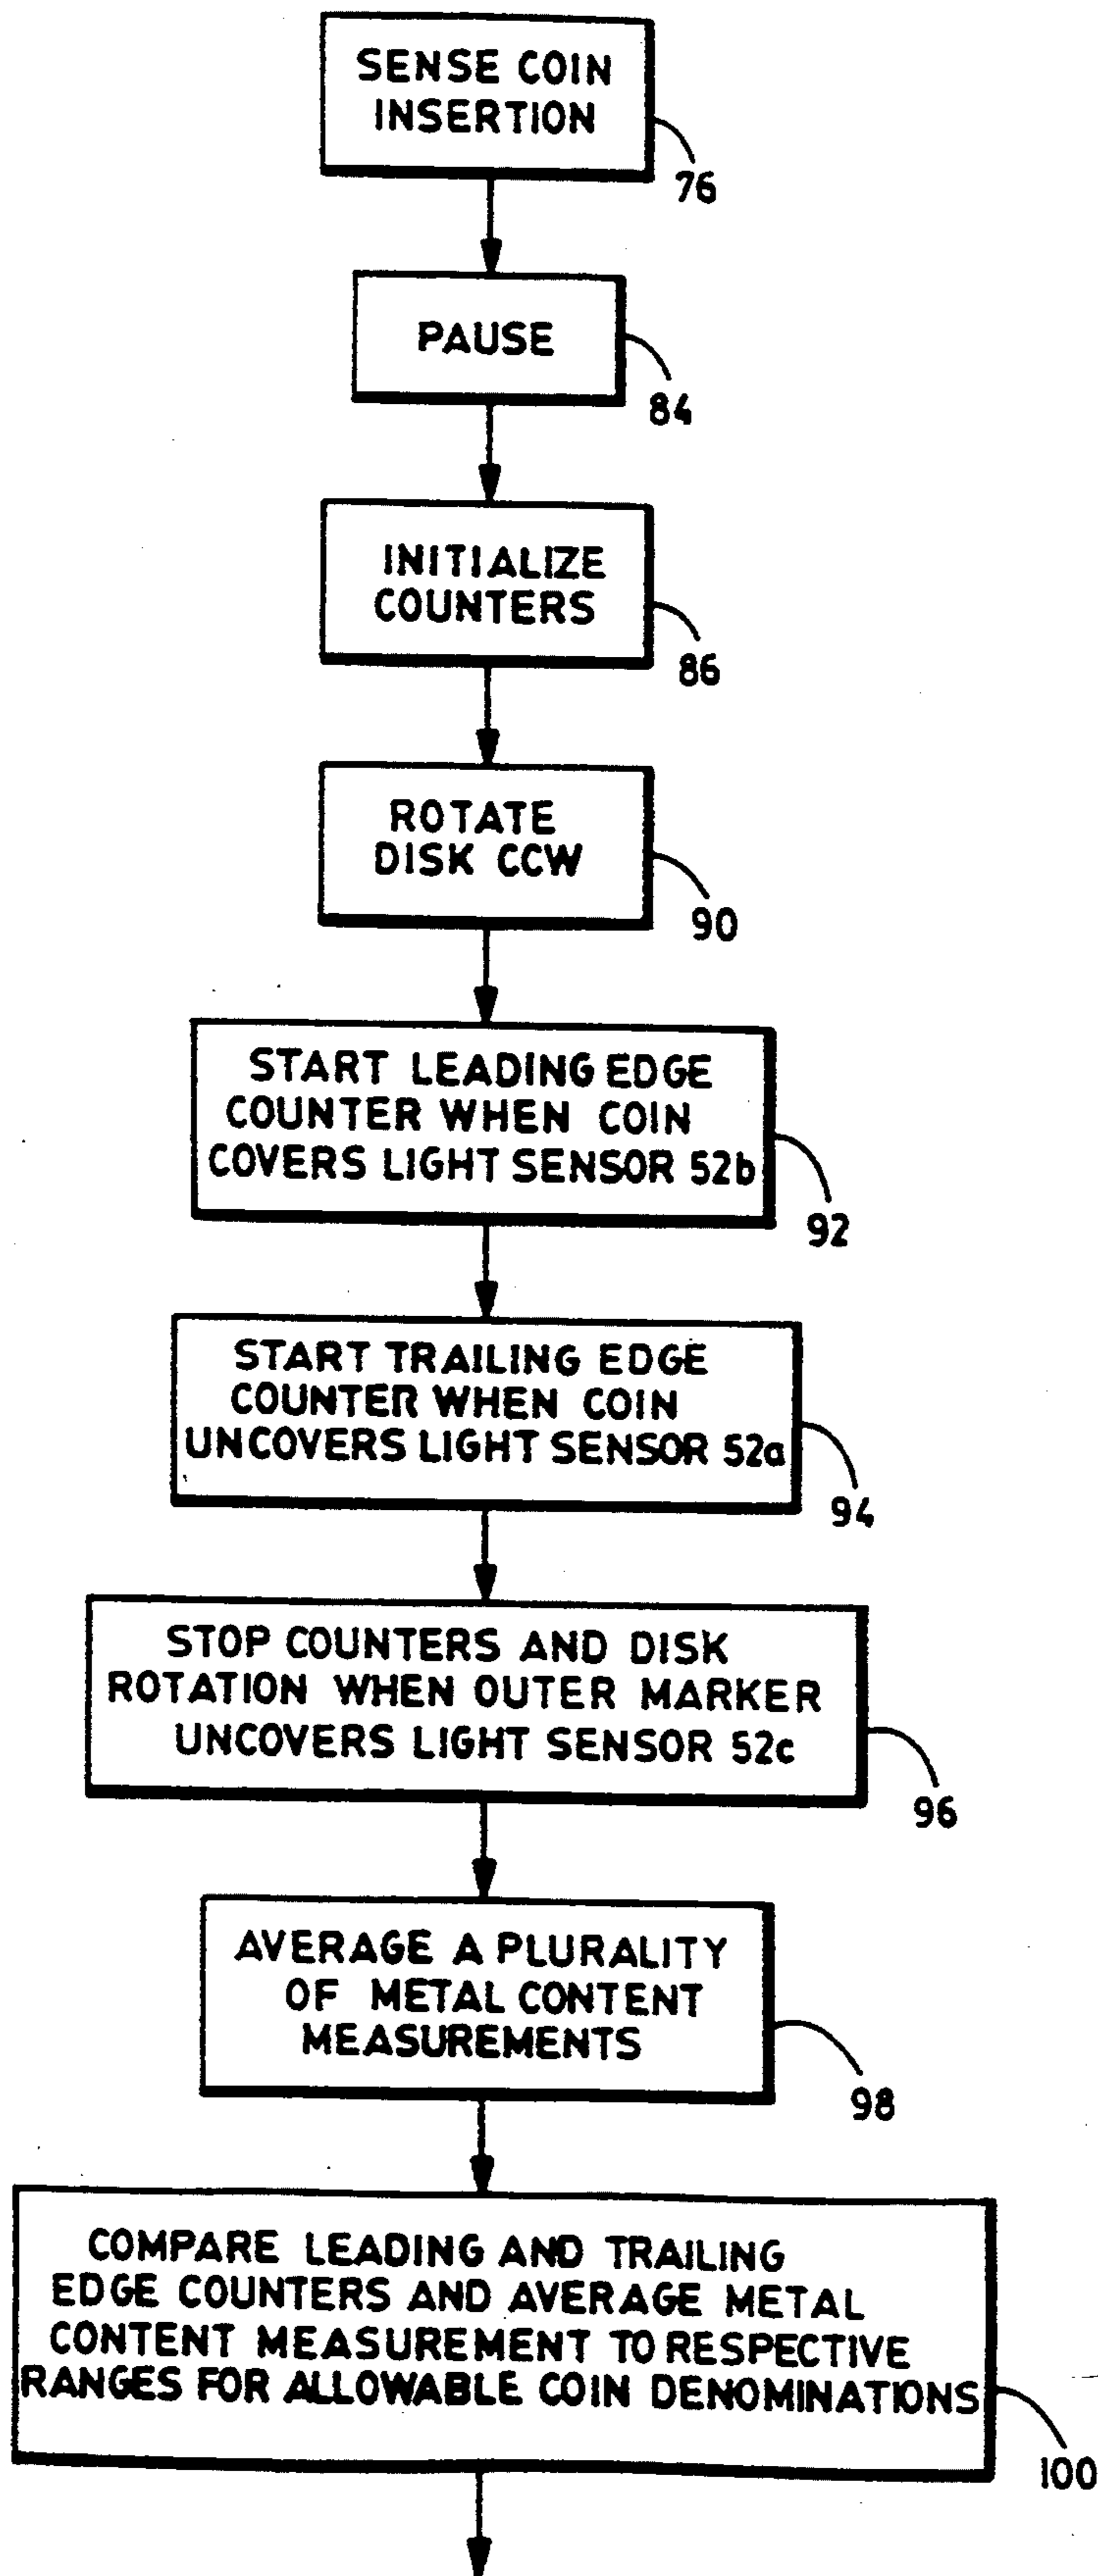 SENSE COIN
INSERTION
76
PAUSE
84
INITIALIZE
COUNTERS
86
ROTATE
DISK CCW
90
START LEADING EDGE
COUNTER WHEN COIN
COVERS LIGHT SENSOR 52b
92
START TRAILING EDGE
COUNTER WHEN COIN
UNCOVERS LIGHT SENSOR 52a
94
STOP COUNTERS AND DISK
ROTATION WHEN OUTER MARKER
UNCOVERS LIGHT SENSOR 52c
96
AVERAGE A PLURALITY
OF METAL CONTENT
MEASUREMENTS
98
COMPARE LEADING AND TRAILING
EDGE COUNTERS AND AVERAGE METAL
CONTENT MEASUREMENT TO RESPECTIVE
RANGES FOR ALLOWABLE COIN DENOMINATIONS
100